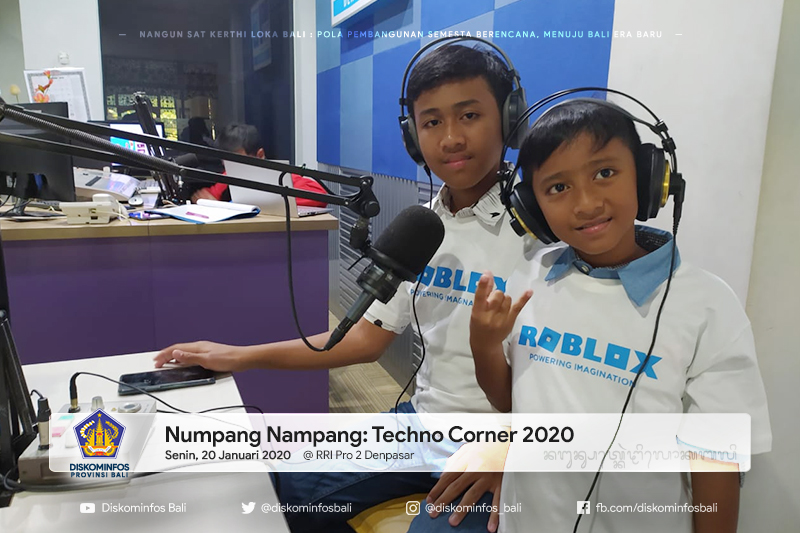 NANGUN SAT KERTHI LOKA BALI : POLA PEMBANGUNAN SEMESTA BERENCANA, MENUJU BALI ERA BARU
ROBLOX
POWERING IMAGINATION
ROBLOX
POWERING IMAGINATION
Numpang Nampang: Techno Corner 2020
Senin, 20 Januari 2020 @ RRI Pro 2 Denpasar
DISKOMINFOS
PROVINSI BALI
Diskominfos Bali
@diskominfosbali
@diskominfosbali
fb.com/diskominfosbali